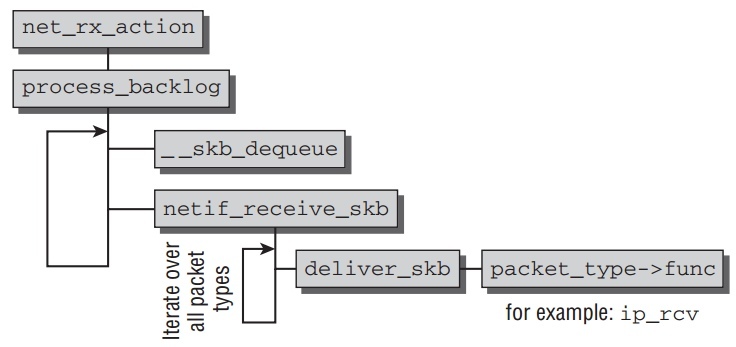 net_rx_action
process_backlog
__skb_dequeue
netif_receive_skb
Iterate over
all packet
types
deliver_skb
packet_type->func
for example: ip_rcv